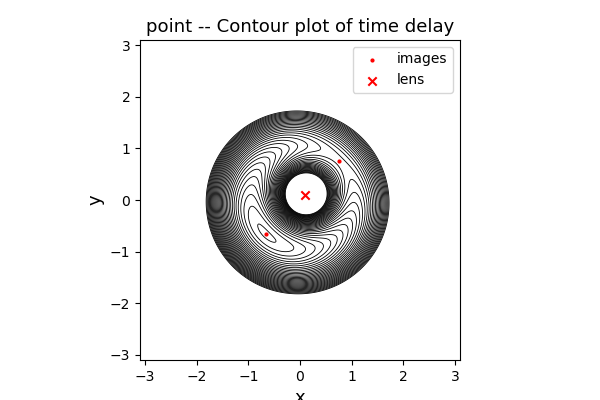 point -- Contour plot of time delay
images
lens
y
3
2
1
0
−1
−2
−3
−3 −2 −1 0 1 2 3
x